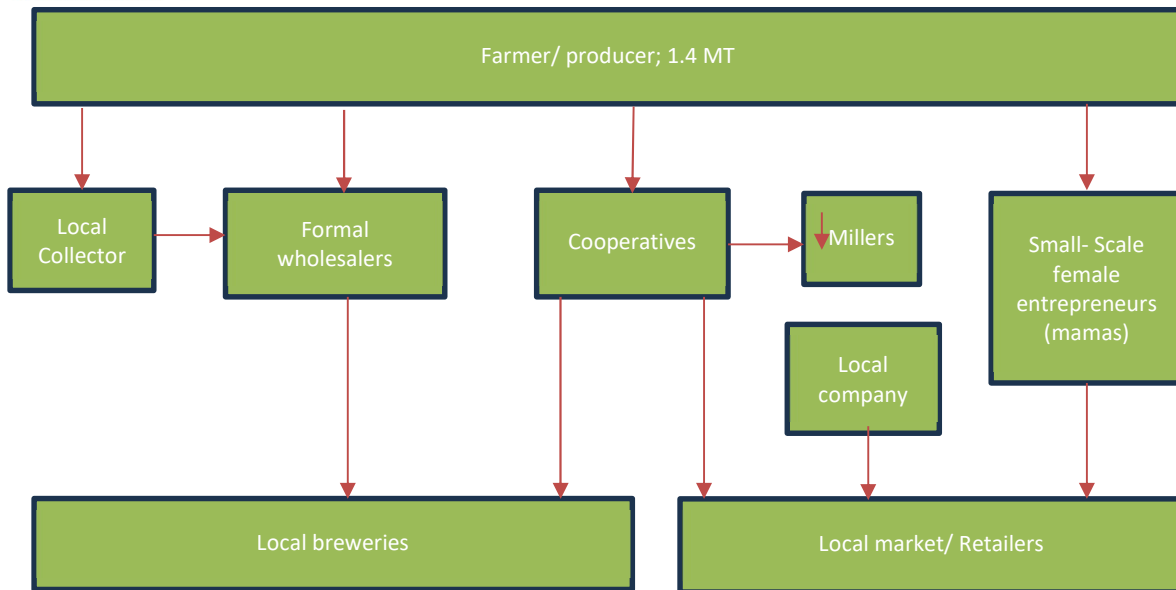 Farmer/ producer; 1.4 MT
Local
Collector
Formal
wholesalers
Cooperatives
Millers
Small- Scale
female
entrepreneurs
(mamas)
Local
company
Local breweries
Local market/ Retailers